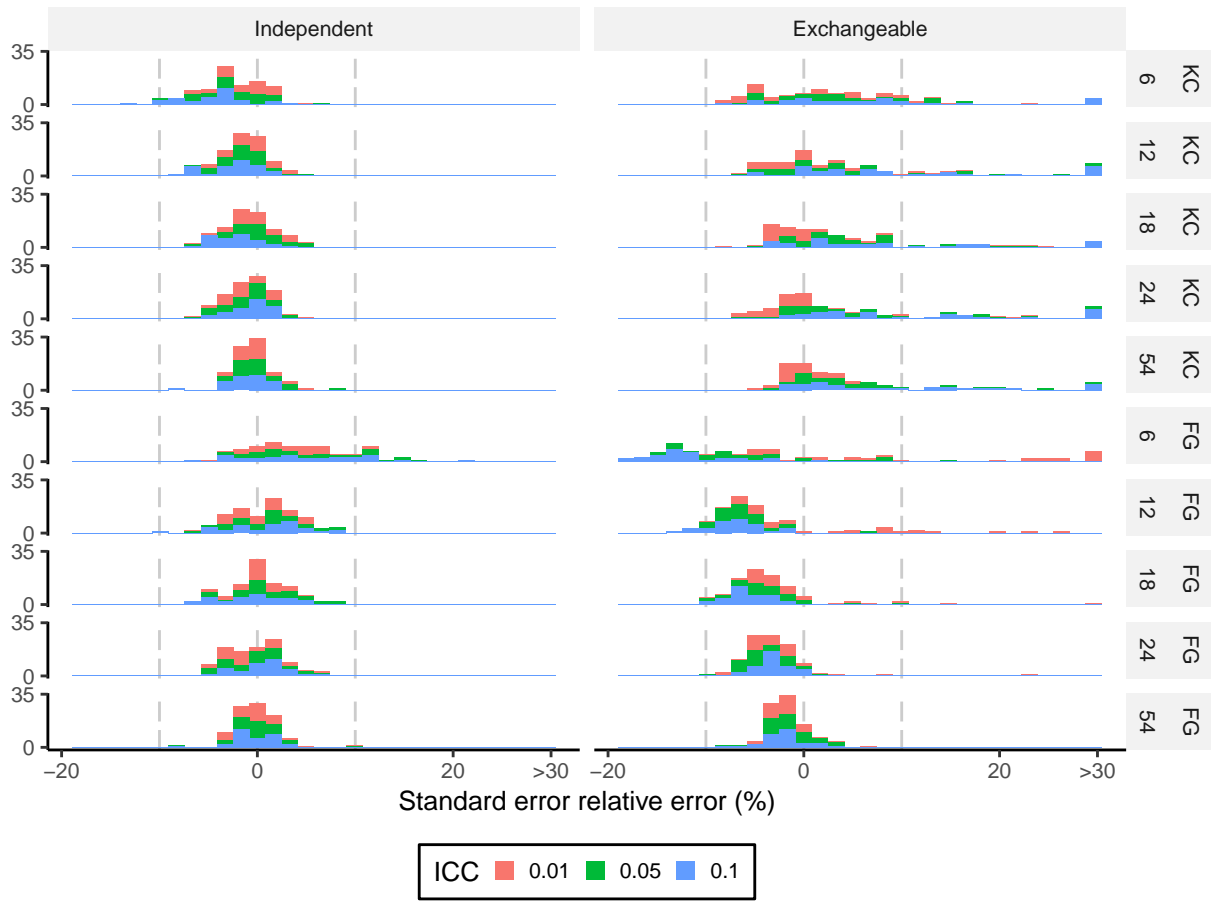 Independent Exchangeable
35
0
6 KC
35
0
12 KC
35
0
18 KC
35
0
24 KC
35
0
54 KC
35
0
6 FG
35
0
12 FG
35
0
18 FG
35
0
24 FG
35
0
54 FG
−20 0 20 >30 −20 0 20 >30
Standard error relative error (%)
ICC 0.01 0.05 0.1